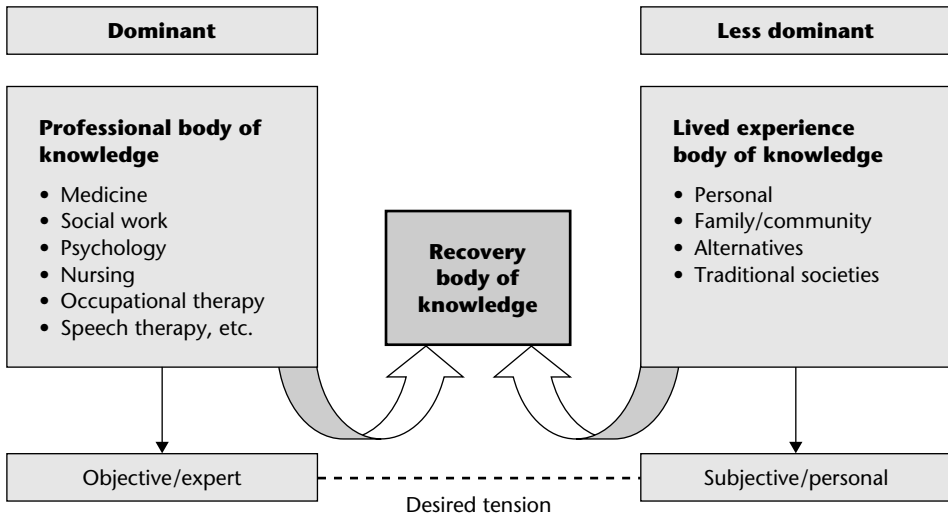 Dominant
Less dominant
Professional body of
knowledge
• Medicine
• Social work
• Psychology
• Nursing
• Occupational therapy
• Speech therapy, etc.
Recovery
body of
knowledge
Lived experience
body of knowledge
• Personal
• Family/community
• Alternatives
• Traditional societies
Objective/expert
Desired tension
Subjective/personal